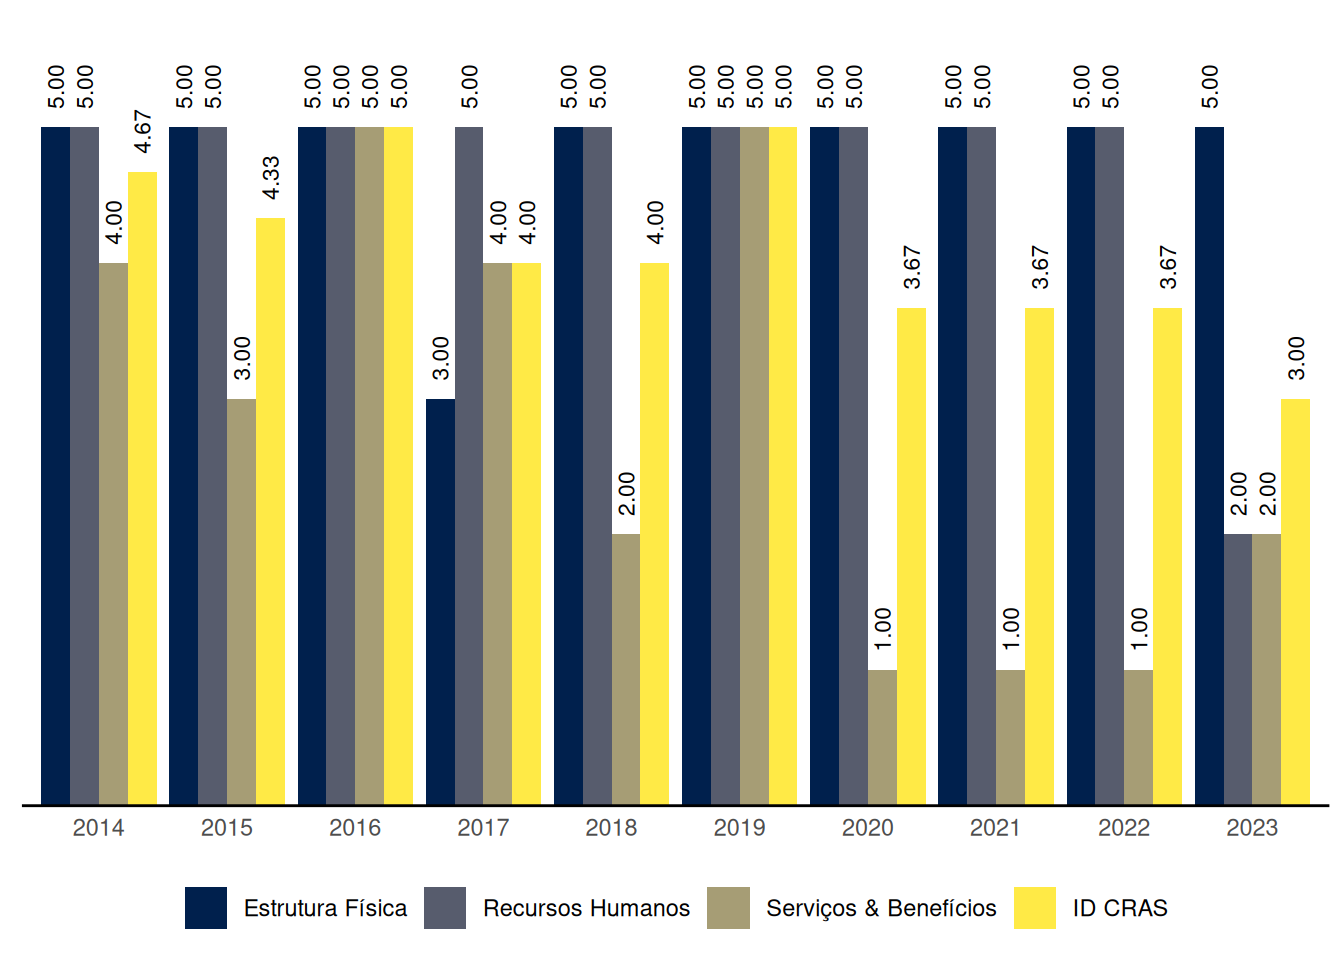 5.00 5.00 4.00 4.67 5.00 5.00 3.00 4.33 5.00 5.00 5.00 5.00 3.00 5.00 4.00 4.00 5.00 5.00 2.00 4.00 5.00 5.00 5.00 5.00 5.00 5.00 1.00 3.67 5.00 5.00 1.00 3.67 5.00 5.00 1.00 3.67 5.00 2.00 2.00 3.00
2014 2015 2016 2017 2018 2019 2020 2021 2022 2023
Estrutura Física Recursos Humanos Serviços & Benefícios ID CRAS